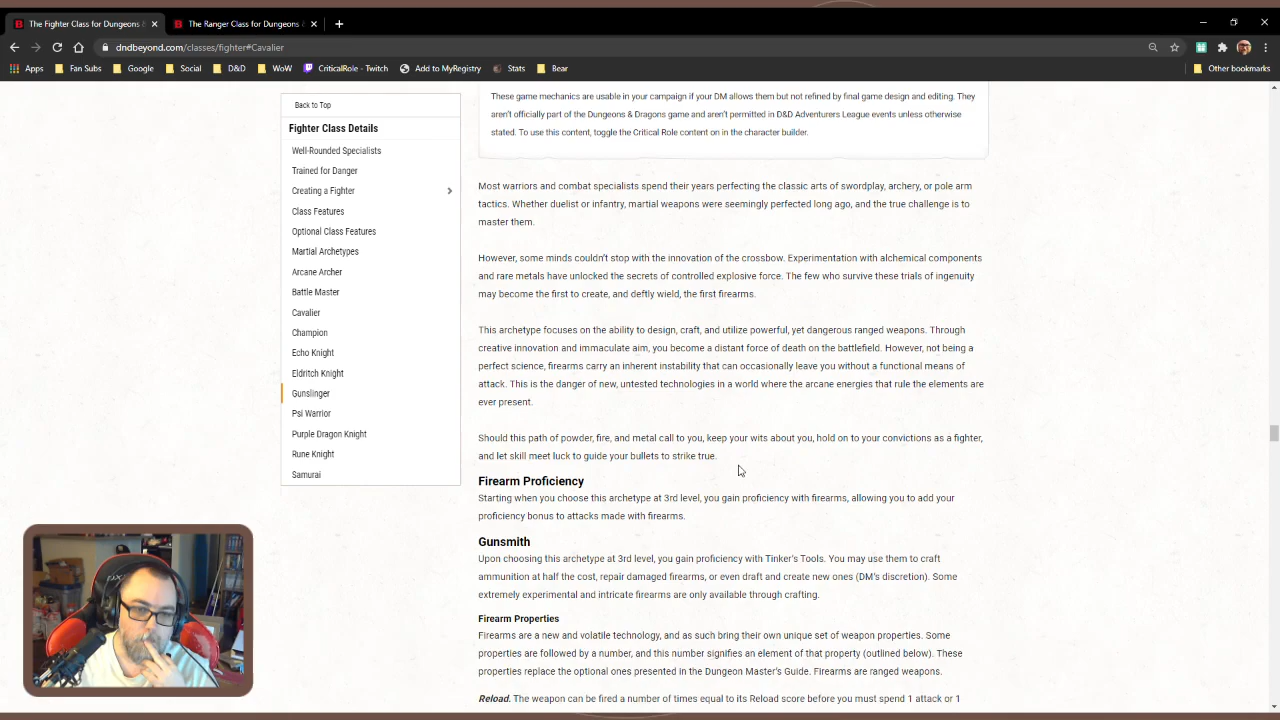 The Fighter Class for Dungeons &
The Ranger Class for Dungeons &
dndbeyond.com/classes/fighter#Cavalier
Apps
Fan Subs
Google
Social
D&D
WoW
CriticalRole - Twitch
Add to MyRegistry
Stats
Bear
Other bookmarks
Back to Top
Fighter Class Details
Well-Rounded Specialists
Trained for Danger
Creating a Fighter
Class Features
Optional Class Features
Martial Archetypes
Arcane Archer
Battle Master
Cavalier
Champion
Echo Knight
Eldritch Knight
Gunslinger
Psi Warrior
Purple Dragon Knight
Rune Knight
Samurai
These game mechanics are usable in your campaign if your DM allows them but not refined by final game design and editing. They
aren't officially part of the Dungeons & Dragons game and aren't permitted in D&D Adventurers League events unless otherwise
stated. To use this content, toggle the Critical Role content on in the character builder.
Most warriors and combat specialists spend their years perfecting the classic arts of swordplay, archery, or pole arm
tactics. Whether duelist or infantry, martial weapons were seemingly perfected long ago, and the true challenge is to
master them.
However, some minds couldn't stop with the innovation of the crossbow. Experimentation with alchemical components
and rare metals have unlocked the secrets of controlled explosive force. The few who survive these trials of ingenuity
may become the first to create, and deftly wield, the first firearms.
This archetype focuses on the ability to design, craft, and utilize powerful, yet dangerous ranged weapons. Through
creative innovation and immaculate aim, you become a distant force of death on the battlefield. However, not being a
perfect science, firearms carry an inherent instability that can occasionally leave you without a functional means of
attack. This is the danger of new, untested technologies in a world where the arcane energies that rule the elements are
ever present.
Should this path of powder, fire, and metal call to you, keep your wits about you, hold on to your convictions as a fighter,
and let skill meet luck to guide your bullets to strike true.
Firearm Proficiency
Starting when you choose this archetype at 3rd level, you gain proficiency with firearms, allowing you to add your
proficiency bonus to attacks made with firearms.
Gunsmith
Upon choosing this archetype at 3rd level, you gain proficiency with Tinker's Tools. You may use them to craft
ammunition at half the cost, repair damaged firearms, or even draft and create new ones (DM's discretion). Some
extremely experimental and intricate firearms are only available through crafting.
Firearm Properties
Firearms are a new and volatile technology, and as such bring their own unique set of weapon properties. Some
properties are followed by a number, and this number signifies an element of that property (outlined below). These
properties replace the optional ones presented in the Dungeon Master's Guide. Firearms are ranged weapons.
Reload. The weapon can be fired a number of times equal to its Reload score before you must spend 1 attack or 1